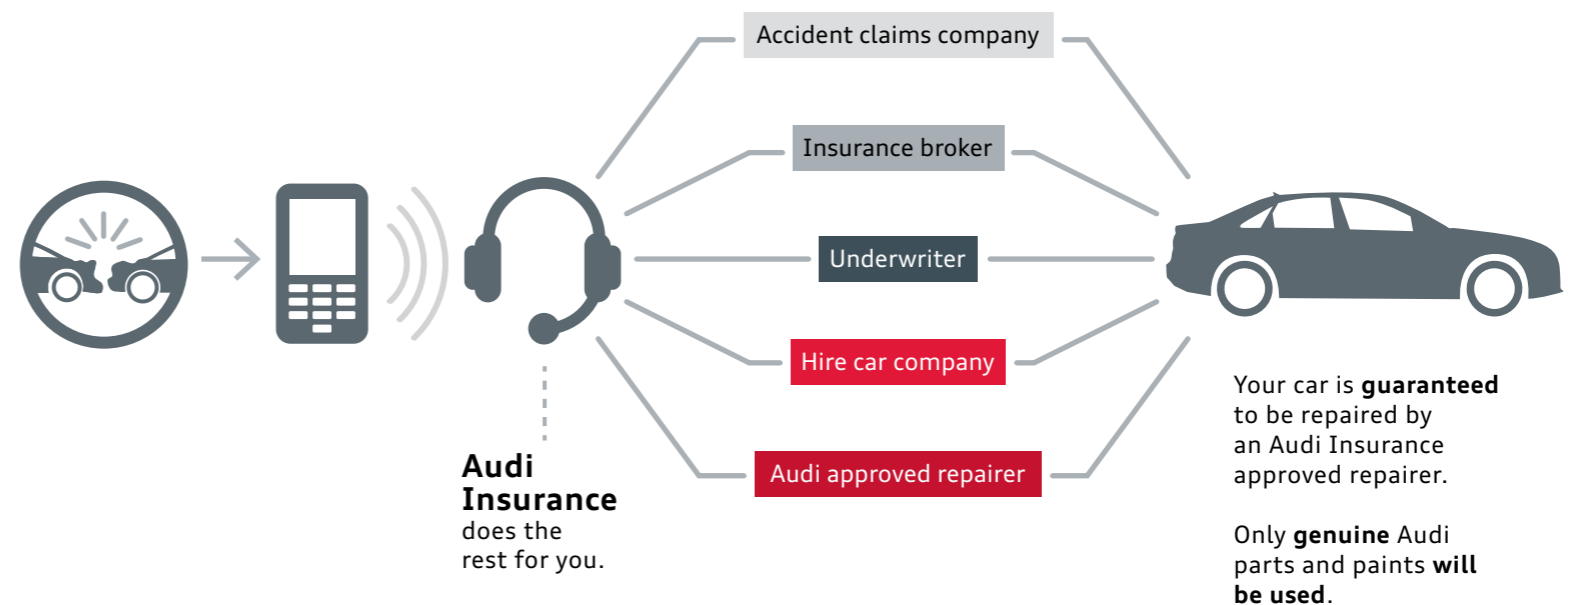 Accident claims company
Insurance broker
Underwriter
Hire car company
Audi approved repairer
Audi
Insurance
does the
rest for you.
Your car is guaranteed
to be repaired by
an Audi Insurance
approved repairer.
Only genuine Audi
parts and paints will
be used.